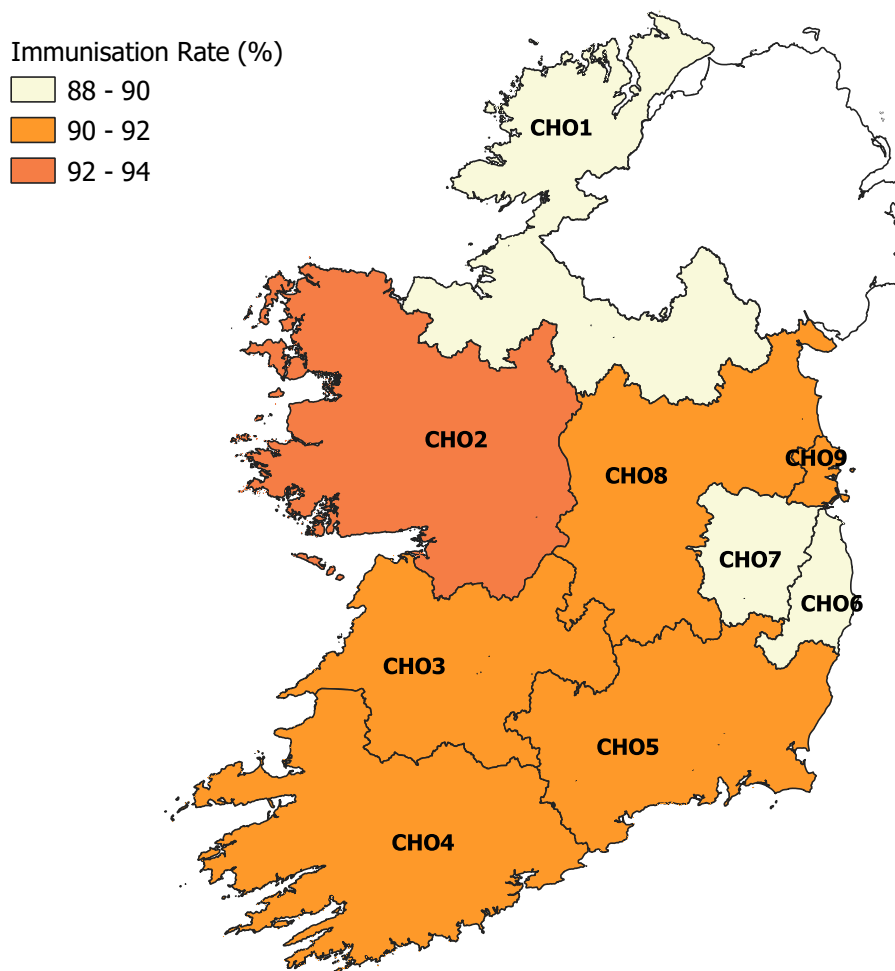 Immunisation Rate (%)
88 - 90
90 - 92
92 - 94
CHO1
CHO2
CHO9
CHO8
CHO7
CHO6
CHO3
CHO5
CHO4